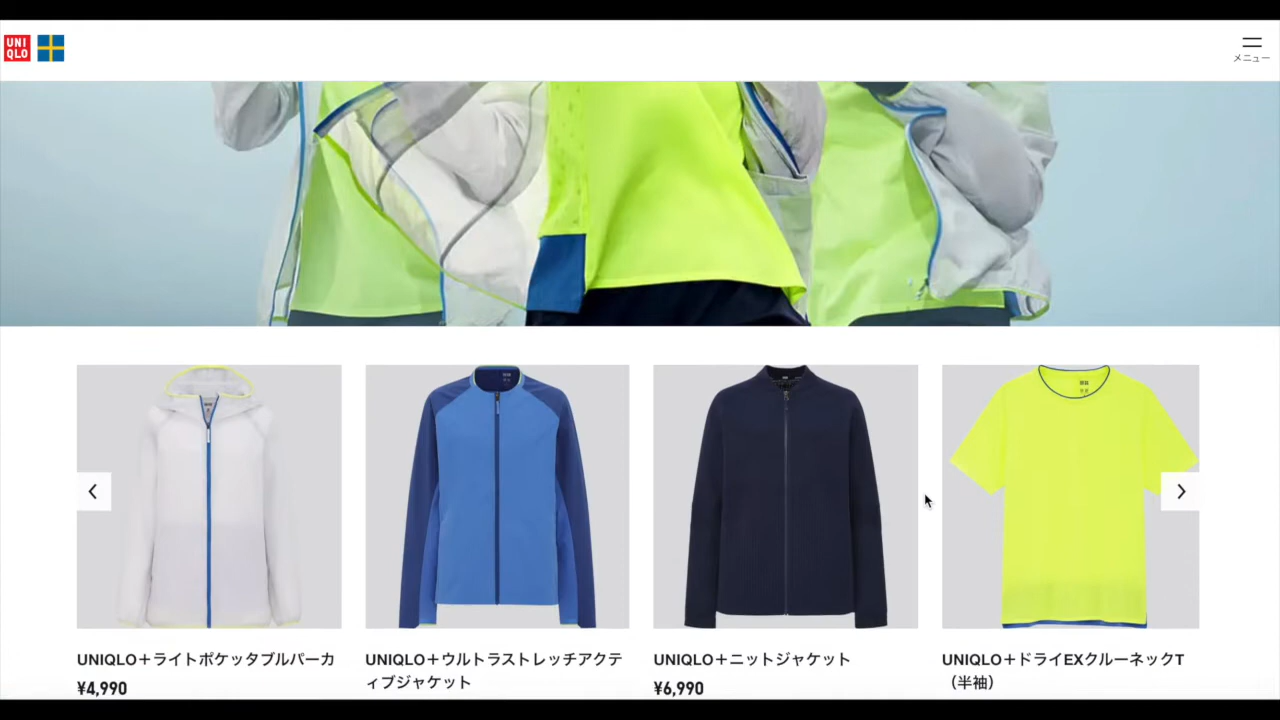 UNI
QLO
メニュー
UNIQLO＋ライトポケッタブルパーカ
¥4,990
UNIQLO＋ウルトラストレッチアクテ
ィブジャケット
UNIQLO＋ニットジャケット
¥6,990
UNIQLO＋ドライEXクルーネックT
（半袖）